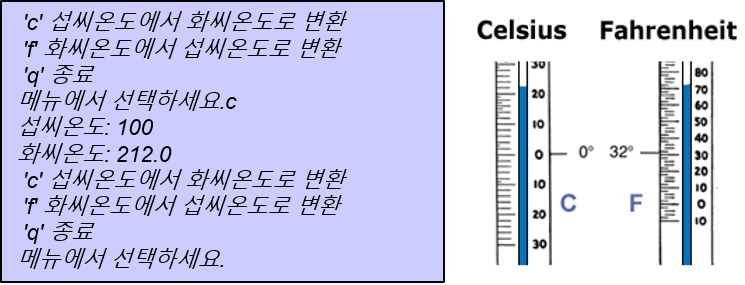 'c' 섭씨온도에서 화씨온도로 변환
'f' 화씨온도에서 섭씨온도로 변환
'q' 종료
메뉴에서 선택하세요.c
섭씨온도: 100
화씨온도: 212.0
'c' 섭씨온도에서 화씨온도로 변환
'f' 화씨온도에서 섭씨온도로 변환
'q' 종료
메뉴에서 선택하세요.
Celsius Fahrenheit
30
20
10
0
10
20
30
0° 32°
C F
80
70
60
50
40
30
20
10
0
10